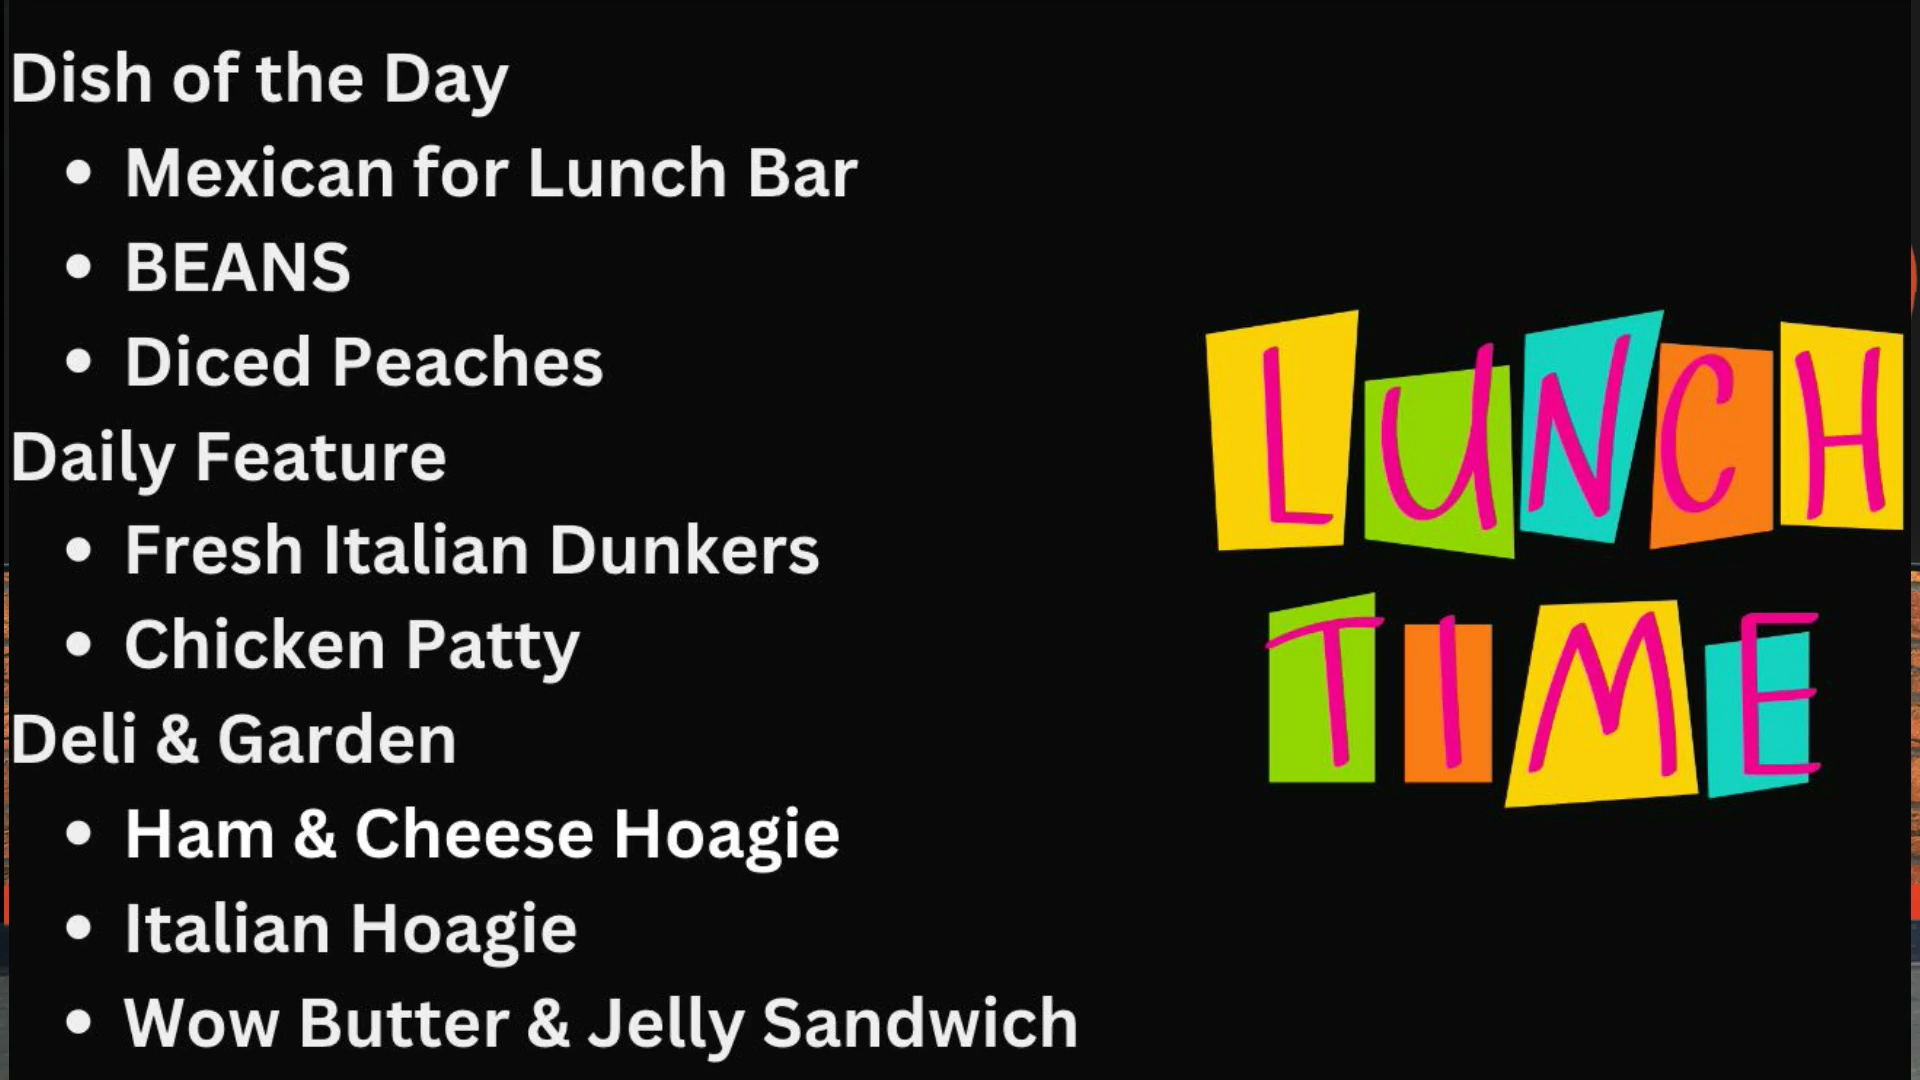 Dish of the Day
• Mexican for Lunch Bar
• BEANS
• Diced Peaches
Daily Feature
• Fresh Italian Dunkers
• Chicken Patty
Deli & Garden
• Ham & Cheese Hoagie
• Italian Hoagie
• Wow Butter & Jelly Sandwich
LUNCH
TIME